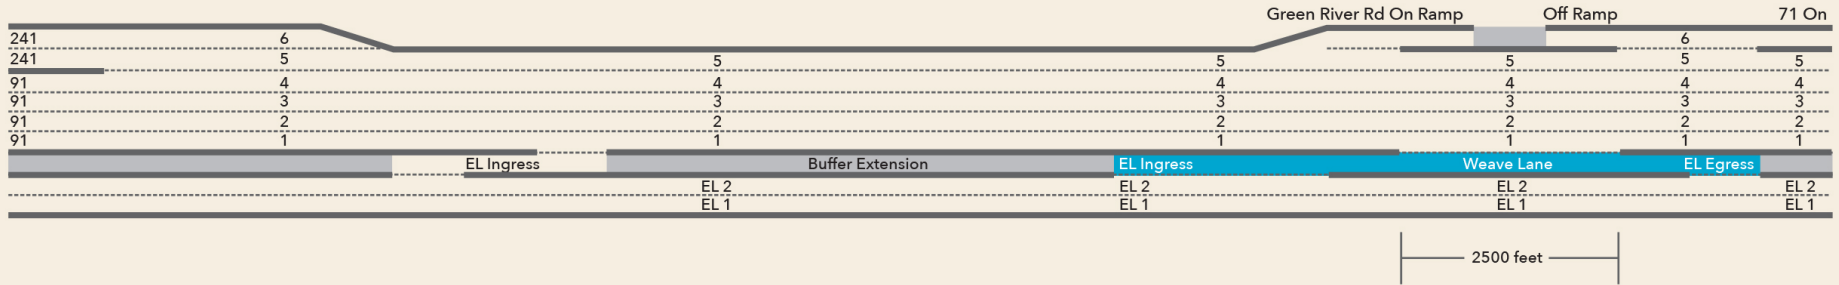 Green River Rd On Ramp Off Ramp 71 On
241 6 6
241 5 5 5 5 5 5
91 4 4 4 4 4 4
91 3 3 3 3 3 3
91 2 2 2 2 2 2
91 1 1 1 1 1 1
EL Ingress Buffer Extension EL Ingress Weave Lane EL Egress
EL 2 EL 2 EL 2 EL 2
EL 1 EL 1 EL 1 EL 1
2500 feet